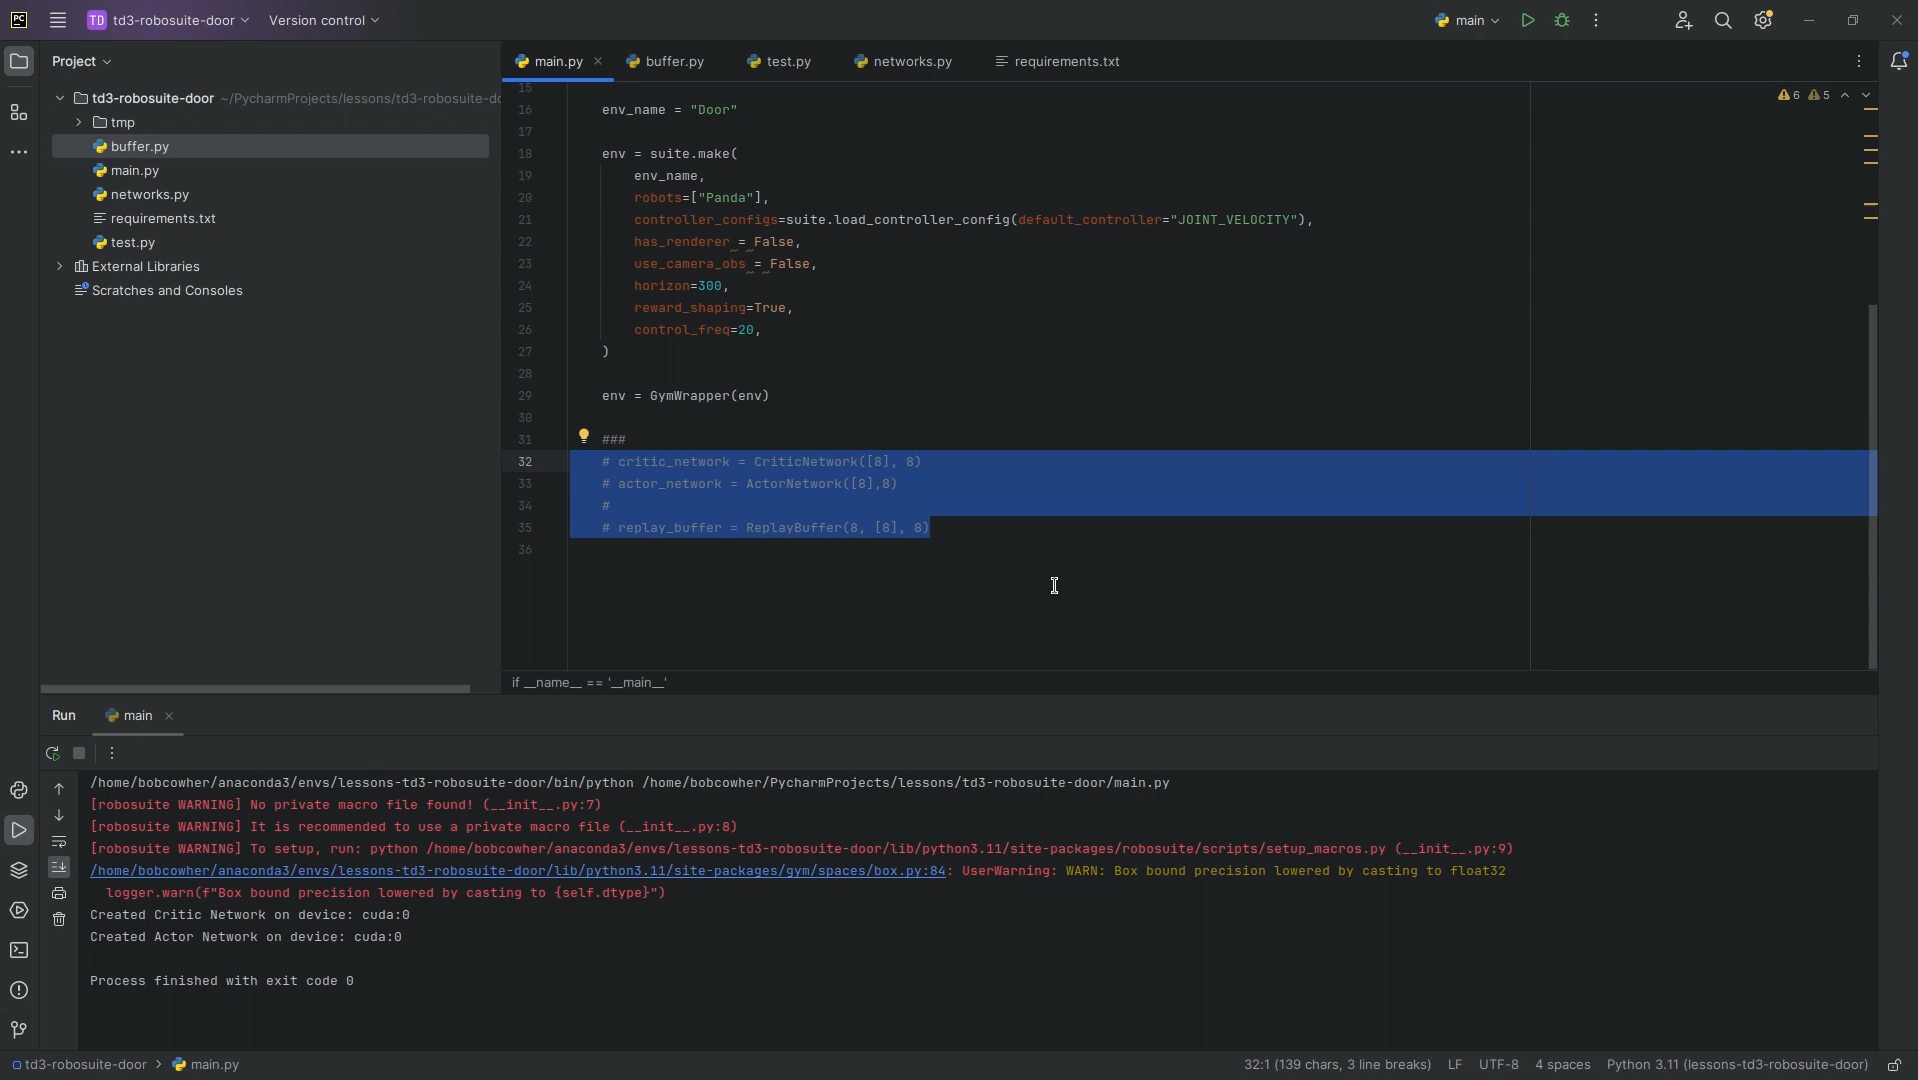 PC
TD td3-robosuite-door
Version control
main
Project
td3-robosuite-door ~/PycharmProjects/lessons/td3-robosuite-do
tmp
buffer.py
main.py
networks.py
requirements.txt
test.py
External Libraries
Scratches and Consoles
main.py
buffer.py
test.py
networks.py
requirements.txt
6 5
15
16 env_name = "Door"
17
18 env = suite.make(
19 env_name,
20 robots=["Panda"],
21 controller_configs=suite.load_controller_config(default_controller="JOINT_VELOCITY"),
22 has_renderer = False,
23 use_camera_obs = False,
24 horizon=300,
25 reward_shaping=True,
26 control_freq=20,
27 )
28
29 env = GymWrapper(env)
30
31 ###
32 # critic_network = CriticNetwork([8], 8)
33 # actor_network = ActorNetwork([8],8)
34 #
35 # replay_buffer = ReplayBuffer(8, [8], 8)
36
if __name__ == '__main__'
Run
main
/home/bobcowher/anaconda3/envs/lessons-td3-robosuite-door/bin/python /home/bobcowher/PycharmProjects/lessons/td3-robosuite-door/main.py
[robosuite WARNING] No private macro file found! (__init__.py:7)
[robosuite WARNING] It is recommended to use a private macro file (__init__.py:8)
[robosuite WARNING] To setup, run: python /home/bobcowher/anaconda3/envs/lessons-td3-robosuite-door/lib/python3.11/site-packages/robosuite/scripts/setup_macros.py (__init__.py:9)
/home/bobcowher/anaconda3/envs/lessons-td3-robosuite-door/lib/python3.11/site-packages/gym/spaces/box.py:84: UserWarning: WARN: Box bound precision lowered by casting to float32
logger.warn(f"Box bound precision lowered by casting to {self.dtype}")
Created Critic Network on device: cuda:0
Created Actor Network on device: cuda:0
Process finished with exit code 0
td3-robosuite-door
main.py
32:1 (139 chars, 3 line breaks)
LF
UTF-8
4 spaces
Python 3.11 (lessons-td3-robosuite-door)